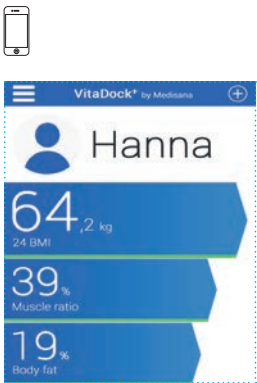 VitaDock+ by Medisana
Hanna
64,2 kg
24 BMI
39%
Muscle ratio
19%
Body fat